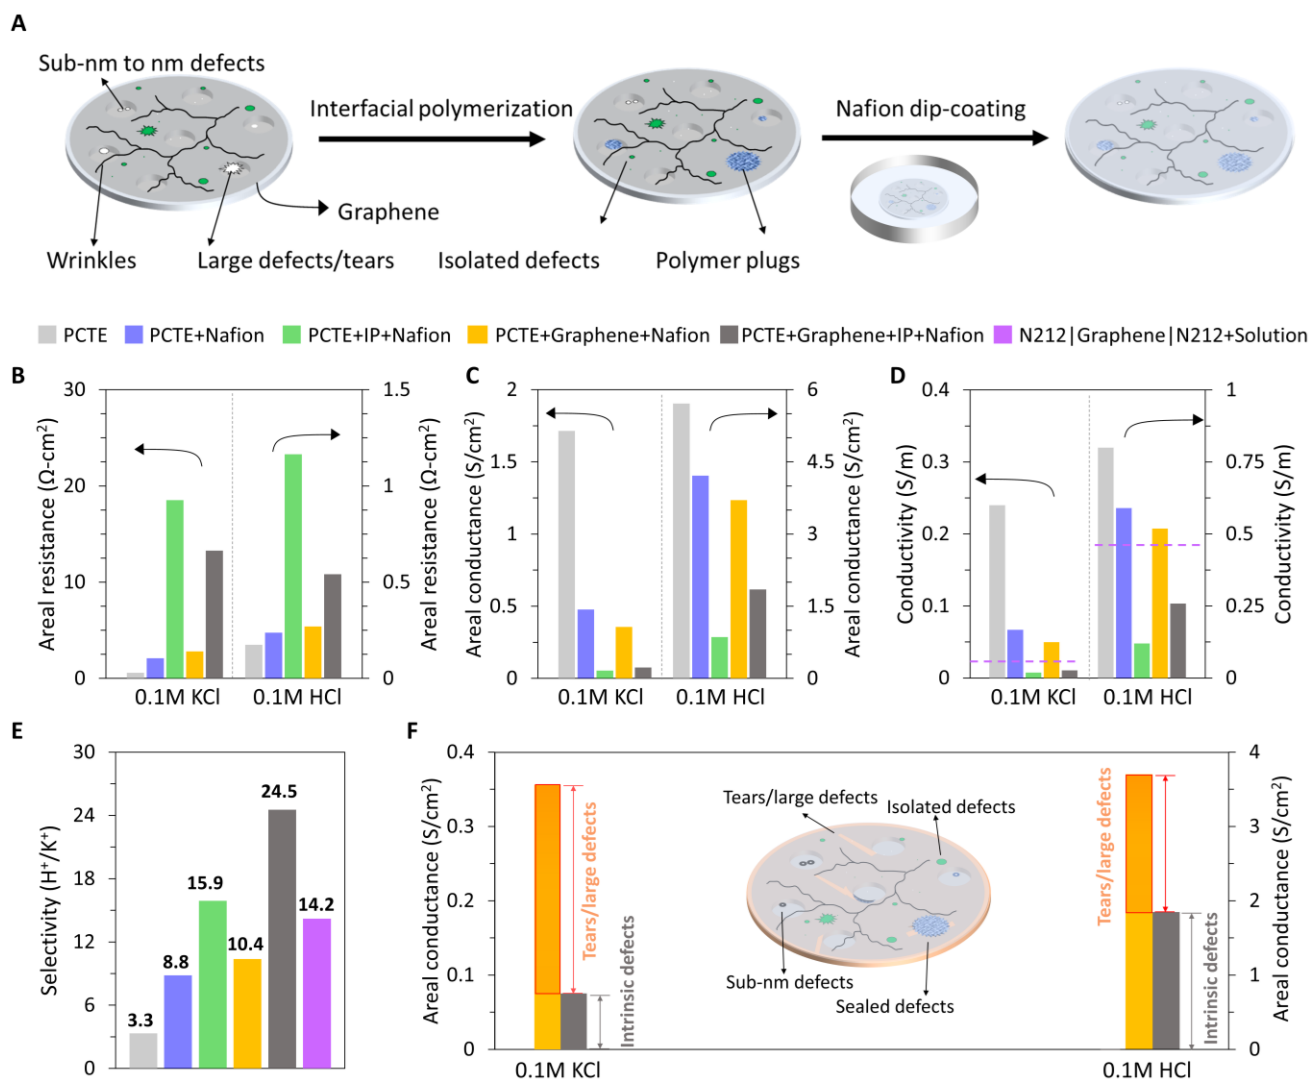 A
Sub-nm to nm defects
Interfacial polymerization
Nafion dip-coating
Graphene
Wrinkles
Large defects/tears
Isolated defects
Polymer plugs
PCTE
PCTE+Nafion
PCTE+IP+Nafion
PCTE+Graphene+Nafion
PCTE+Graphene+IP+Nafion
N212|Graphene|N212+Solution
B
Areal resistance (Ω-cm²)
30
20
10
0
1.5
1
0.5
0
Areal resistance (Ω-cm²)
0.1M KCl
0.1M HCl
C
Areal conductance (S/cm²)
2
1.5
1
0.5
0
6
4.5
3
1.5
0
Areal conductance (S/cm²)
0.1M KCl
0.1M HCl
D
Conductivity (S/m)
0.4
0.3
0.2
0.1
0
1
0.75
0.5
0.25
0
Conductivity (S/m)
0.1M KCl
0.1M HCl
E
Selectivity (H⁺/K⁺)
30
24
18
12
6
0
3.3
8.8
15.9
10.4
24.5
14.2
F
Areal conductance (S/cm²)
0.4
0.3
0.2
0.1
0
Tears/large defects
Intrinsic defects
Tears/large defects
Isolated defects
Sub-nm defects
Sealed defects
Tears/large defects
Intrinsic defects
4
3
2
1
0
Areal conductance (S/cm²)
0.1M KCl
0.1M HCl